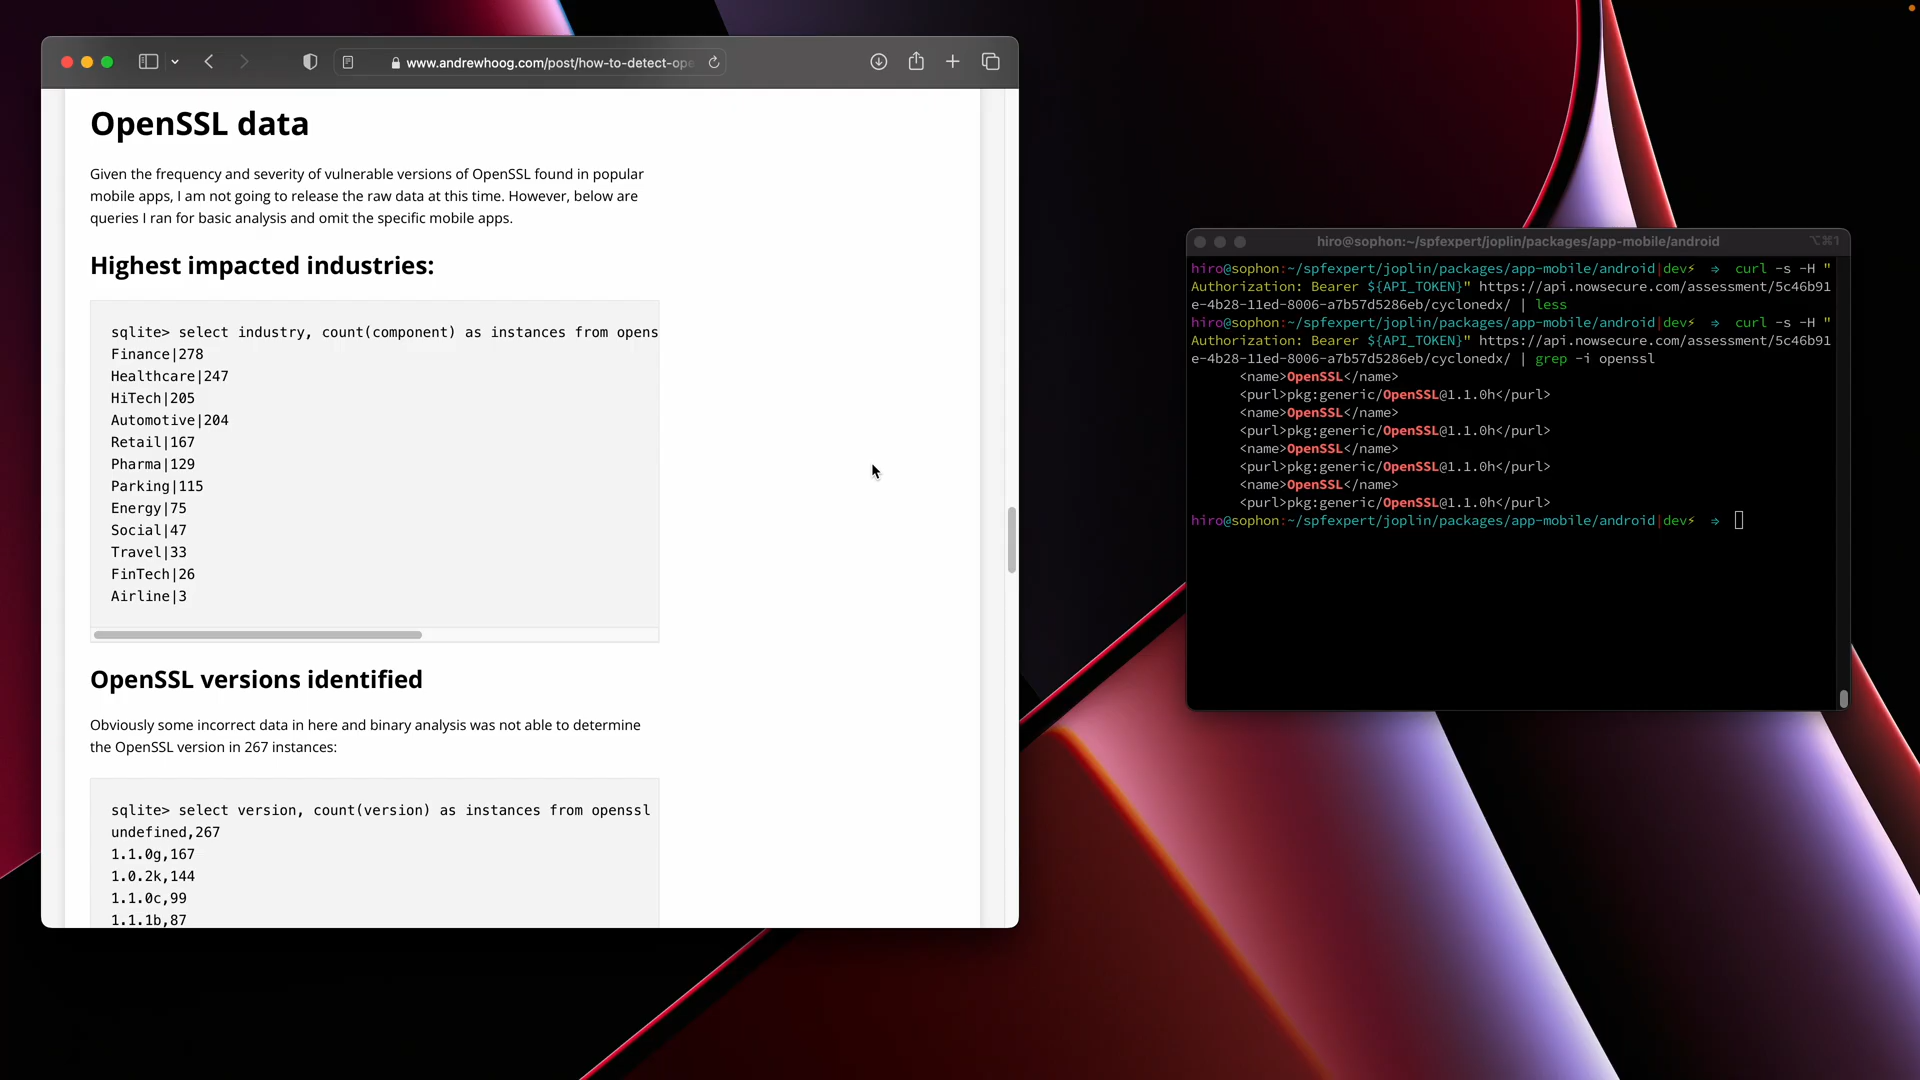 www.andrewhoog.com/post/how-to-detect-ope
OpenSSL data
Given the frequency and severity of vulnerable versions of OpenSSL found in popular
mobile apps, I am not going to release the raw data at this time. However, below are
queries I ran for basic analysis and omit the specific mobile apps.
Highest impacted industries:
sqlite> select industry, count(component) as instances from opens
Finance|278
Healthcare|247
HiTech|205
Automotive|204
Retail|167
Pharma|129
Parking|115
Energy|75
Social|47
Travel|33
FinTech|26
Airline|3
OpenSSL versions identified
Obviously some incorrect data in here and binary analysis was not able to determine
the OpenSSL version in 267 instances:
sqlite> select version, count(version) as instances from openssl
undefined,267
1.1.0g,167
1.0.2k,144
1.1.0c,99
1.1.1b,87
hiro@sophon:~/spfexpert/joplin/packages/app-mobile/android ⌥⌘1
hiro@sophon:~/spfexpert/joplin/packages/app-mobile/android|dev⚡ ⇒ curl -s -H "
Authorization: Bearer ${API_TOKEN}" https://api.nowsecure.com/assessment/5c46b91
e-4b28-11ed-8006-a7b57d5286eb/cyclonedx/ | less
hiro@sophon:~/spfexpert/joplin/packages/app-mobile/android|dev⚡ ⇒ curl -s -H "
Authorization: Bearer ${API_TOKEN}" https://api.nowsecure.com/assessment/5c46b91
e-4b28-11ed-8006-a7b57d5286eb/cyclonedx/ | grep -i openssl
<name>OpenSSL</name>
<purl>pkg:generic/OpenSSL@1.1.0h</purl>
<name>OpenSSL</name>
<purl>pkg:generic/OpenSSL@1.1.0h</purl>
<name>OpenSSL</name>
<purl>pkg:generic/OpenSSL@1.1.0h</purl>
<name>OpenSSL</name>
<purl>pkg:generic/OpenSSL@1.1.0h</purl>
hiro@sophon:~/spfexpert/joplin/packages/app-mobile/android|dev⚡ ⇒